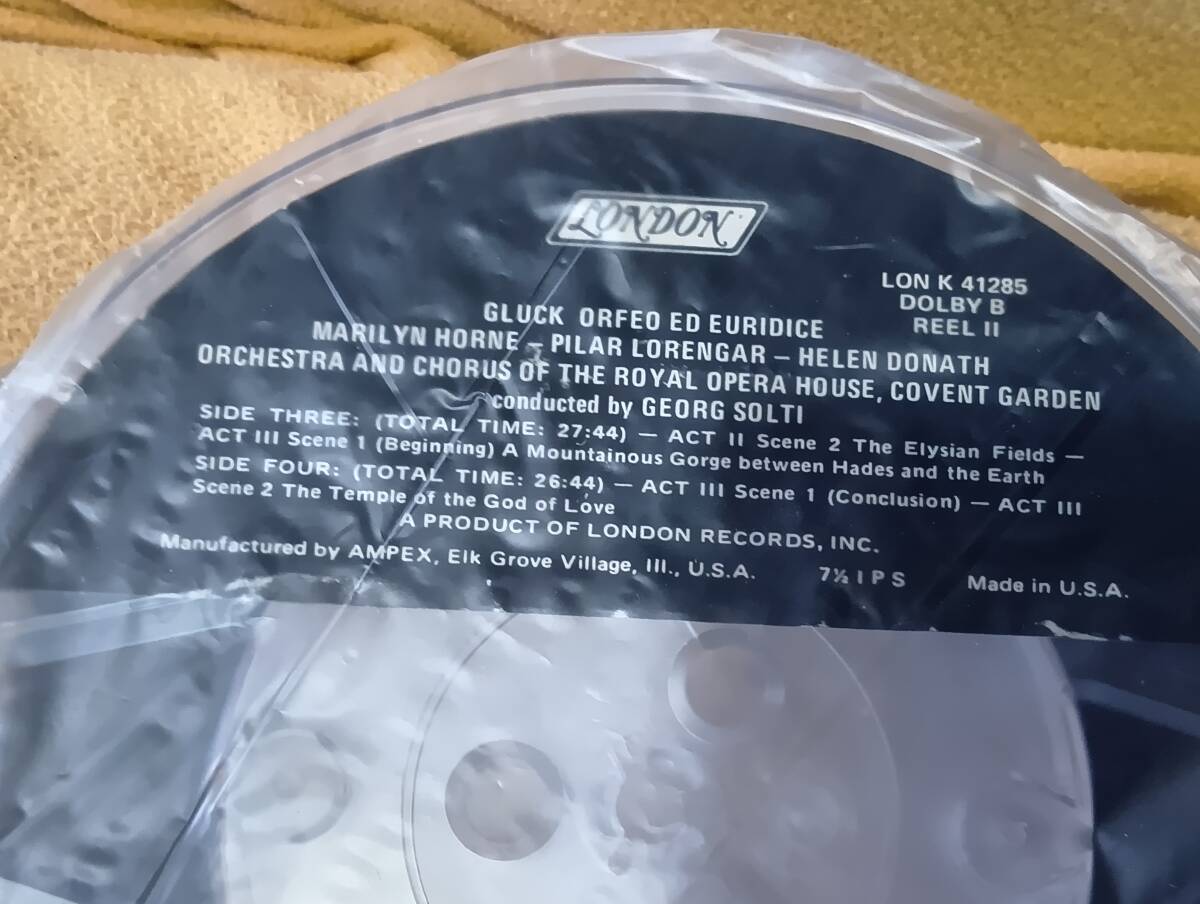 LONDON
LON K 41285
DOLBY B
REEL II
GLUCK ORFEO ED EURIDICE
MARILYN HORNE – PILAR LORENGAR – HELEN DONATH
ORCHESTRA AND CHORUS OF THE ROYAL OPERA HOUSE, COVENT GARDEN
conducted by GEORG SOLTI
SIDE THREE: (TOTAL TIME: 27:44) — ACT II Scene 2 The Elysian Fields —
ACT III Scene 1 (Beginning) A Mountainous Gorge between Hades and the Earth
SIDE FOUR: (TOTAL TIME: 26:44) — ACT III Scene 1 (Conclusion) — ACT III
Scene 2 The Temple of the God of Love
A PRODUCT OF LONDON RECORDS, INC.
Manufactured by AMPEX, Elk Grove Village, Ill., U.S.A. 7½ I P S Made in U.S.A.